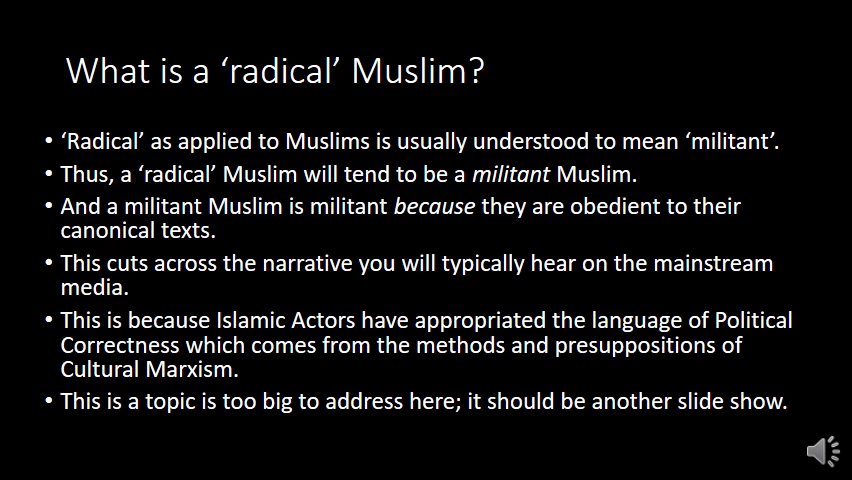 What is a ‘radical’ Muslim?
• ‘Radical’ as applied to Muslims is usually understood to mean ‘militant’.
• Thus, a ‘radical’ Muslim will tend to be a militant Muslim.
• And a militant Muslim is militant because they are obedient to their
canonical texts.
• This cuts across the narrative you will typically hear on the mainstream
media.
• This is because Islamic Actors have appropriated the language of Political
Correctness which comes from the methods and presuppositions of
Cultural Marxism.
• This is a topic is too big to address here; it should be another slide show.